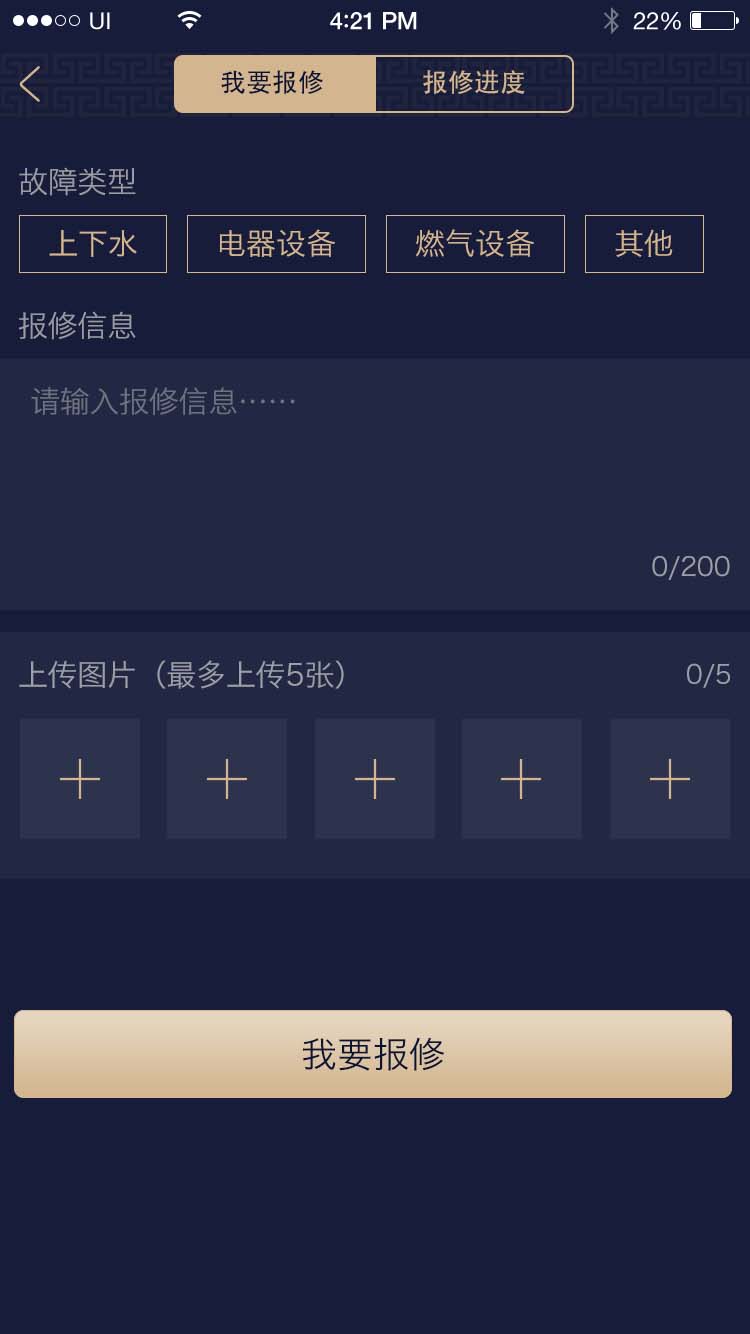 UI 4:21 PM 22%
我要报修 报修进度
故障类型
上下水 电器设备 燃气设备 其他
报修信息
请输入报修信息……
0/200
上传图片（最多上传5张） 0/5
我要报修